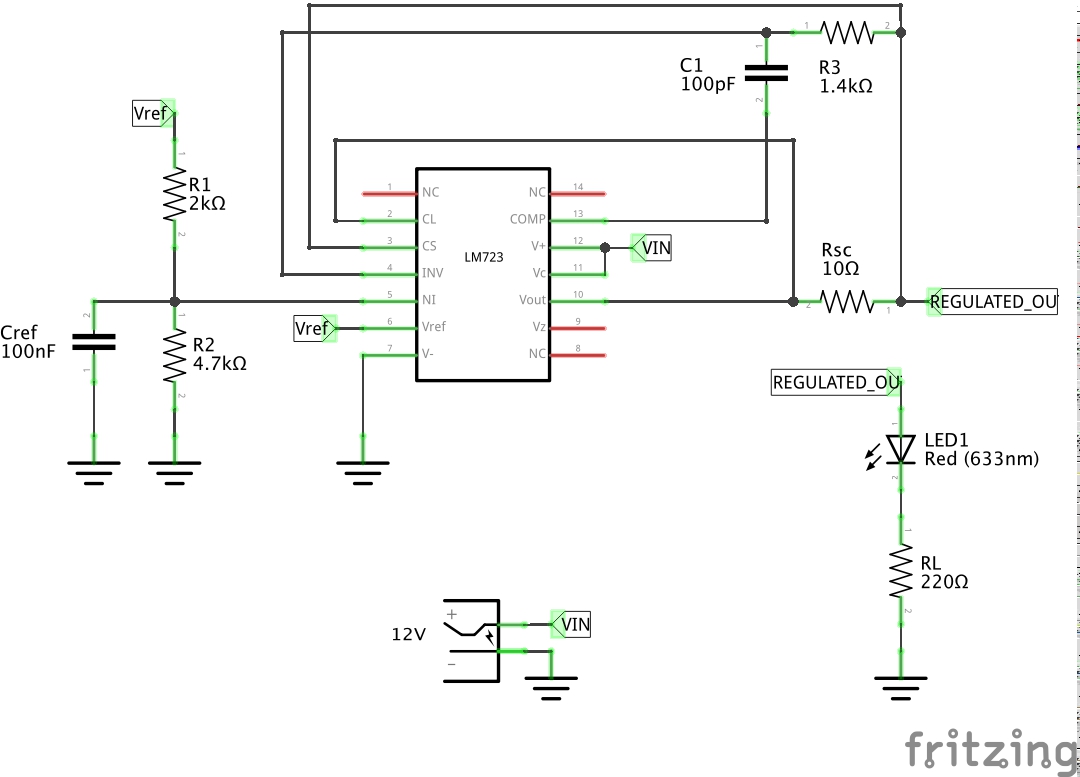 1
2
C1
100pF
1
2
R3
1.4kΩ
Vref
1
R1
2kΩ
2
1
NC
NC
14
2
CL
COMP
13
3
CS
V+
12
VIN
LM723
4
INV
Vc
11
Rsc
10Ω
5
NI
Vout
10
2
1
REGULATED_OU
Vref
6
Vref
Vz
9
7
V-
NC
8
Cref
100nF
2
1
1
R2
4.7kΩ
2
REGULATED_OU
1
LED1
Red (633nm)
2
1
RL
220Ω
2
12V
+
−
VIN
fritzing